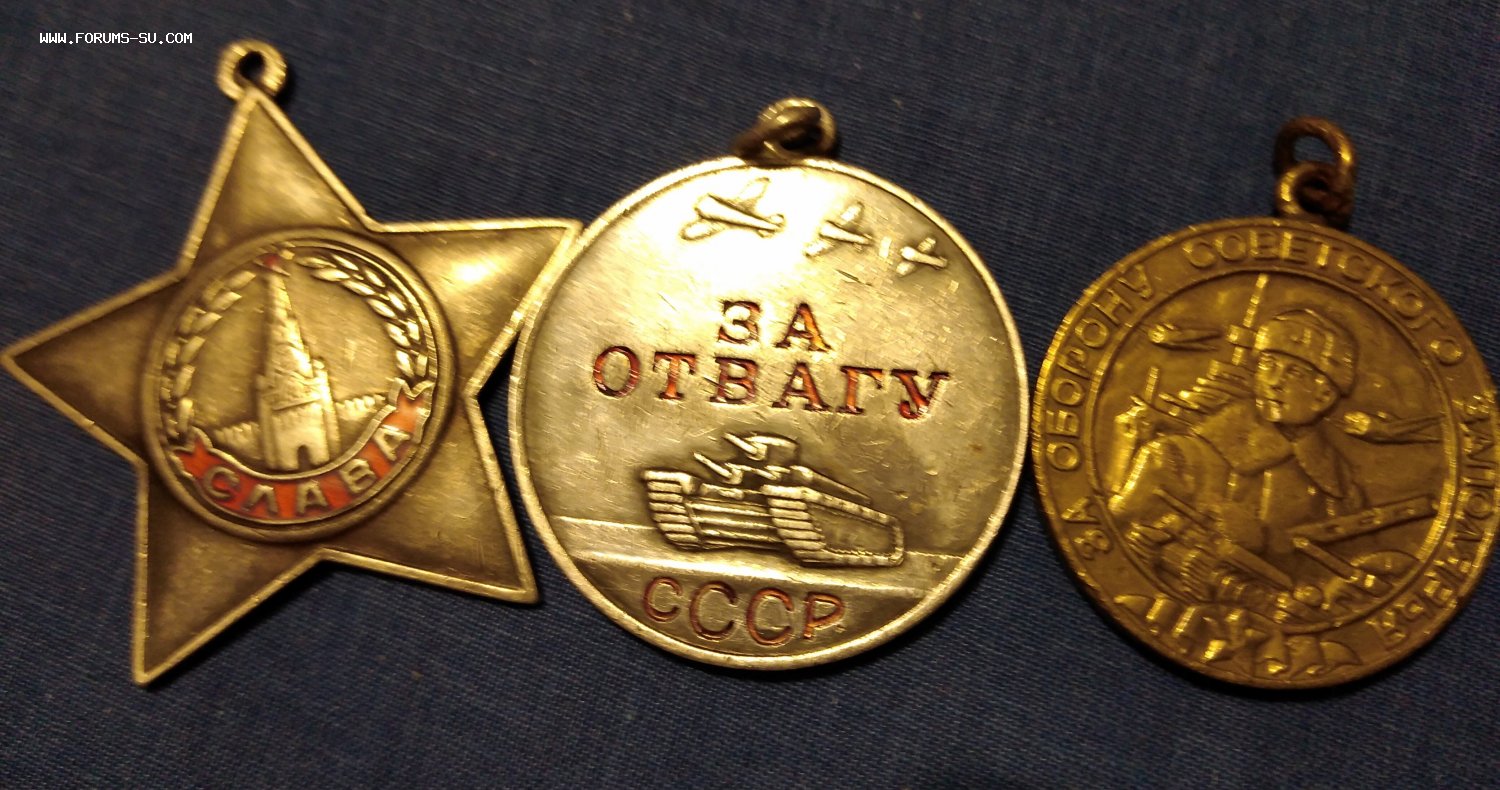 WWW.FORUMS-SU.COM
СЛАВА
ЗА
ОТВАГУ
СССР
ЗА ОБОРОНУ СОВЕТСКОГО ЗАПОЛЯРЬЯ